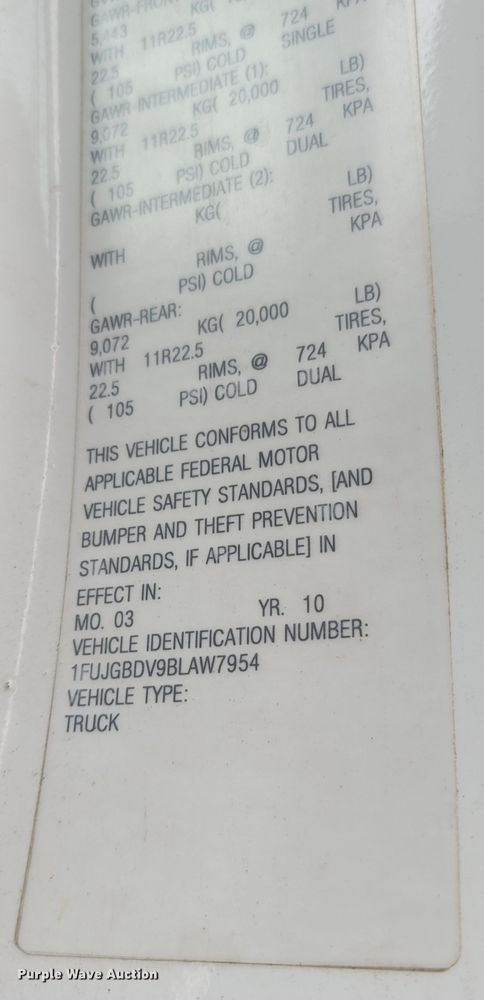 GAWR-FRONT
5,443 KG(
WITH 11R22.5
22.5 RIMS, @ 724 KPA
( 105 PSI) COLD SINGLE
GAWR-INTERMEDIATE (1):
9,072 KG( 20,000 LB)
WITH 11R22.5 TIRES,
22.5 RIMS, @ 724 KPA
( 105 PSI) COLD DUAL
GAWR-INTERMEDIATE (2):
KG( LB)
WITH TIRES,
RIMS, @ KPA
( PSI) COLD
GAWR-REAR:
9,072 KG( 20,000 LB)
WITH 11R22.5 TIRES,
22.5 RIMS, @ 724 KPA
( 105 PSI) COLD DUAL
THIS VEHICLE CONFORMS TO ALL
APPLICABLE FEDERAL MOTOR
VEHICLE SAFETY STANDARDS, [AND
BUMPER AND THEFT PREVENTION
STANDARDS, IF APPLICABLE] IN
EFFECT IN:
MO. 03 YR. 10
VEHICLE IDENTIFICATION NUMBER:
1FUJGBDV9BLAW7954
VEHICLE TYPE:
TRUCK
Purple Wave Auction